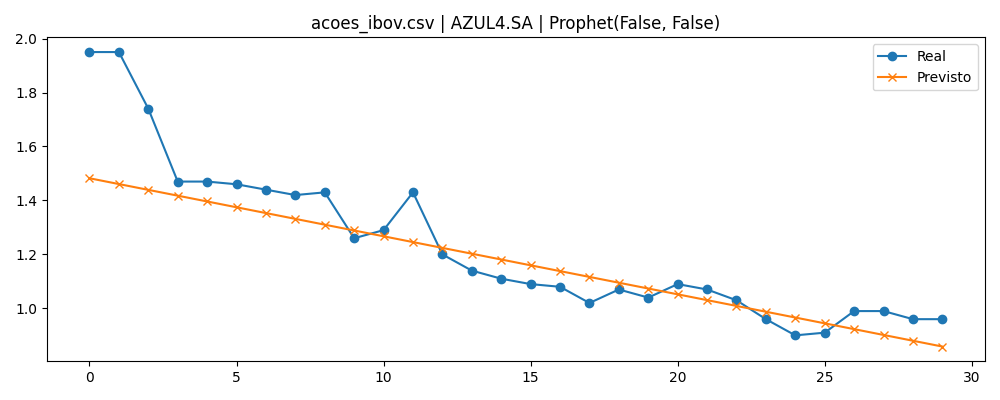 acoes_ibov.csv | AZUL4.SA | Prophet(False, False)
Real
Previsto
2.0
1.8
1.6
1.4
1.2
1.0
0 5 10 15 20 25 30